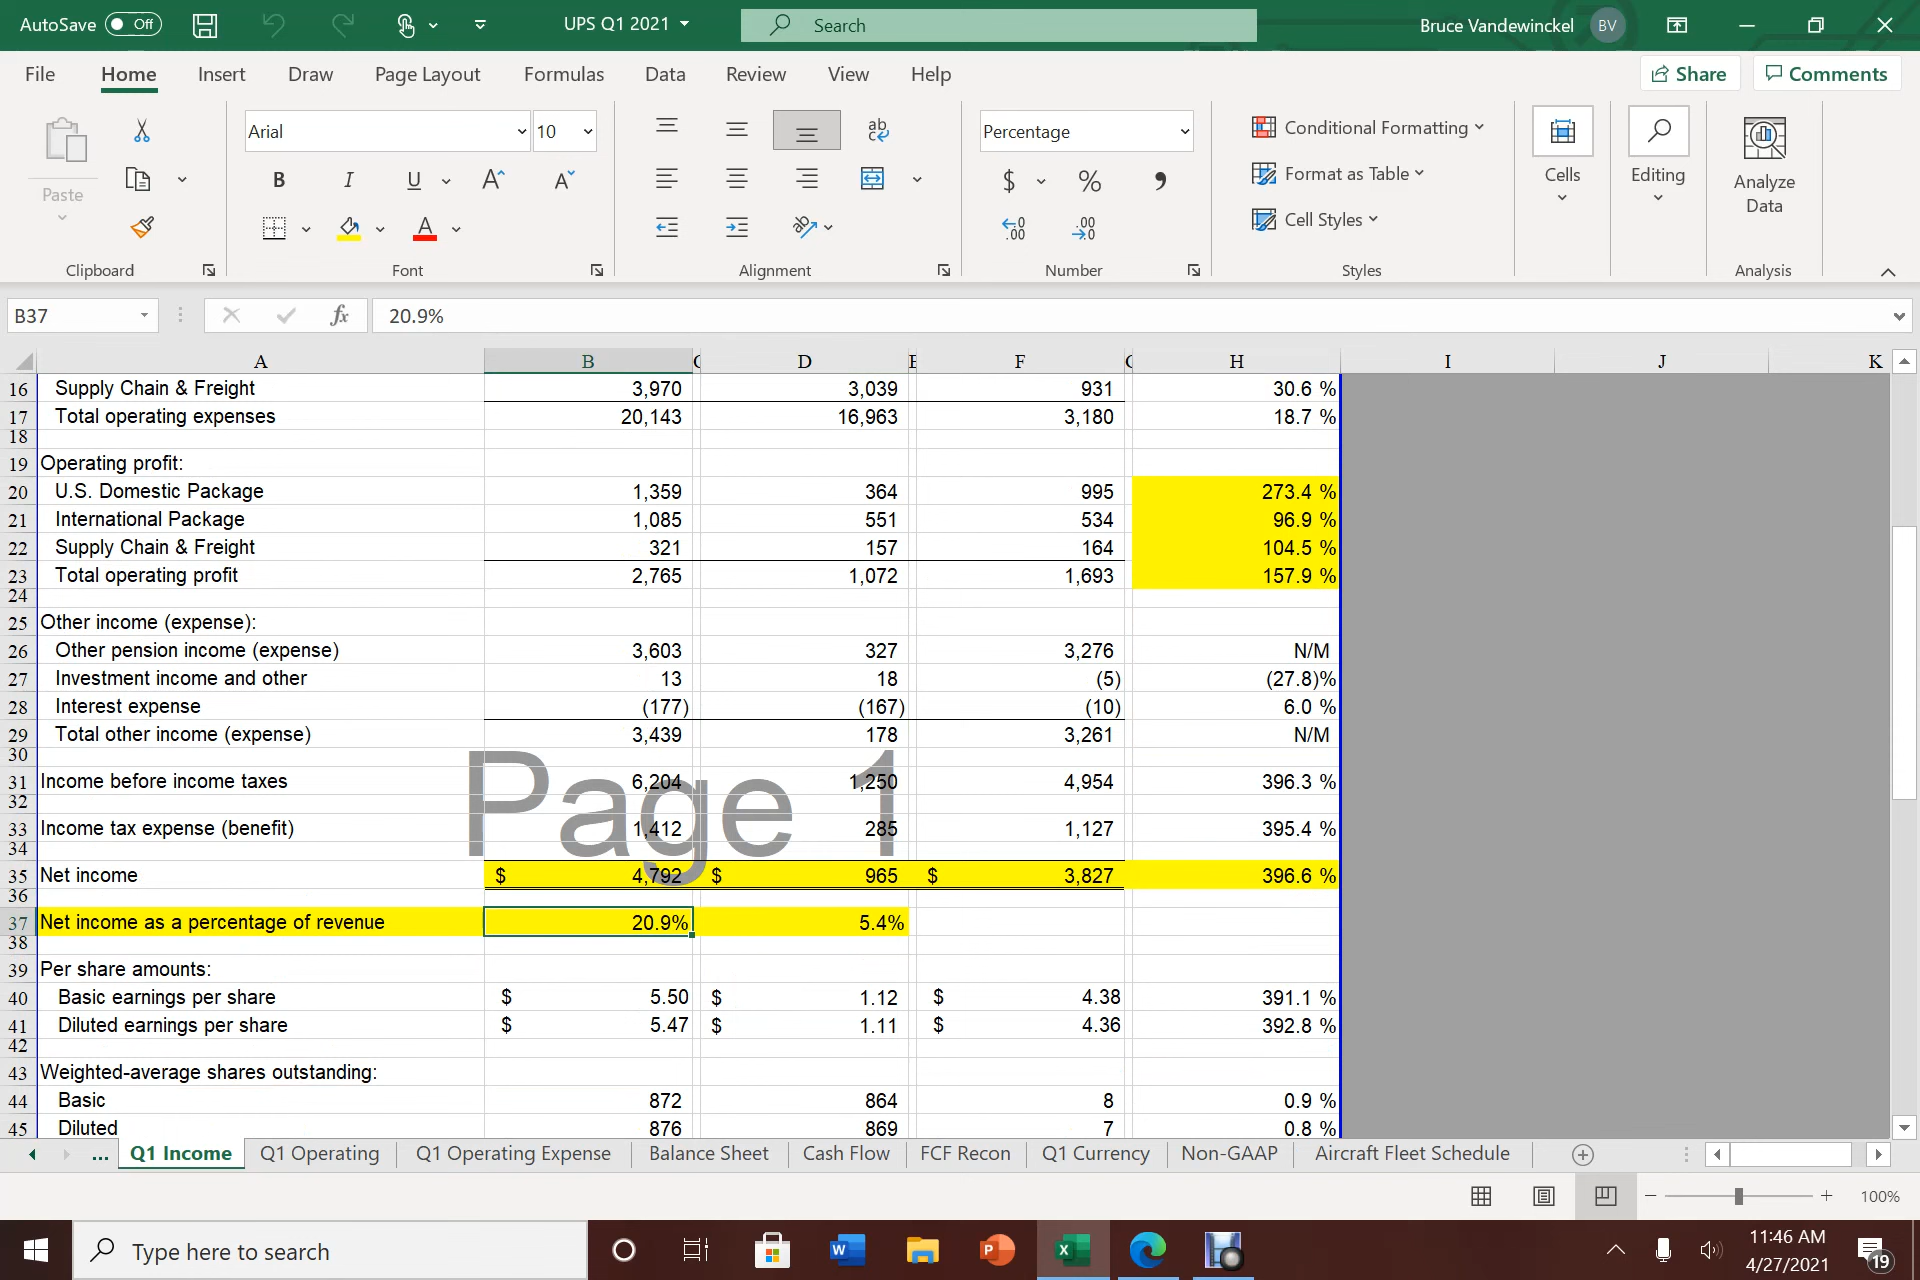 AutoSave Off UPS Q1 2021 Search Bruce Vandewinckel BV
File Home Insert Draw Page Layout Formulas Data Review View Help Share Comments
Paste
Clipboard
Arial 10
B I U A A
A
Font
ab
Alignment
Percentage
$ % ,
.00 .00
Number
Conditional Formatting
Format as Table
Cell Styles
Styles
Cells
Editing
Analyze Data
Analysis
B37 fx 20.9%
A B C D E F G H I J K
16 Supply Chain & Freight 3,970 3,039 931 30.6 %
17 Total operating expenses 20,143 16,963 3,180 18.7 %
18
19 Operating profit:
20 U.S. Domestic Package 1,359 364 995 273.4 %
21 International Package 1,085 551 534 96.9 %
22 Supply Chain & Freight 321 157 164 104.5 %
23 Total operating profit 2,765 1,072 1,693 157.9 %
24
25 Other income (expense):
26 Other pension income (expense) 3,603 327 3,276 N/M
27 Investment income and other 13 18 (5) (27.8)%
28 Interest expense (177) (167) (10) 6.0 %
29 Total other income (expense) 3,439 178 3,261 N/M
30
Page 1
31 Income before income taxes 6,204 1,250 4,954 396.3 %
32
33 Income tax expense (benefit) 1,412 285 1,127 395.4 %
34
35 Net income $ 4,792 $ 965 $ 3,827 396.6 %
36
37 Net income as a percentage of revenue 20.9% 5.4%
38
39 Per share amounts:
40 Basic earnings per share $ 5.50 $ 1.12 $ 4.38 391.1 %
41 Diluted earnings per share $ 5.47 $ 1.11 $ 4.36 392.8 %
42
43 Weighted-average shares outstanding:
44 Basic 872 864 8 0.9 %
45 Diluted 876 869 7 0.8 %
... Q1 Income Q1 Operating Q1 Operating Expense Balance Sheet Cash Flow FCF Recon Q1 Currency Non-GAAP Aircraft Fleet Schedule
100%
Type here to search
11:46 AM
4/27/2021
19